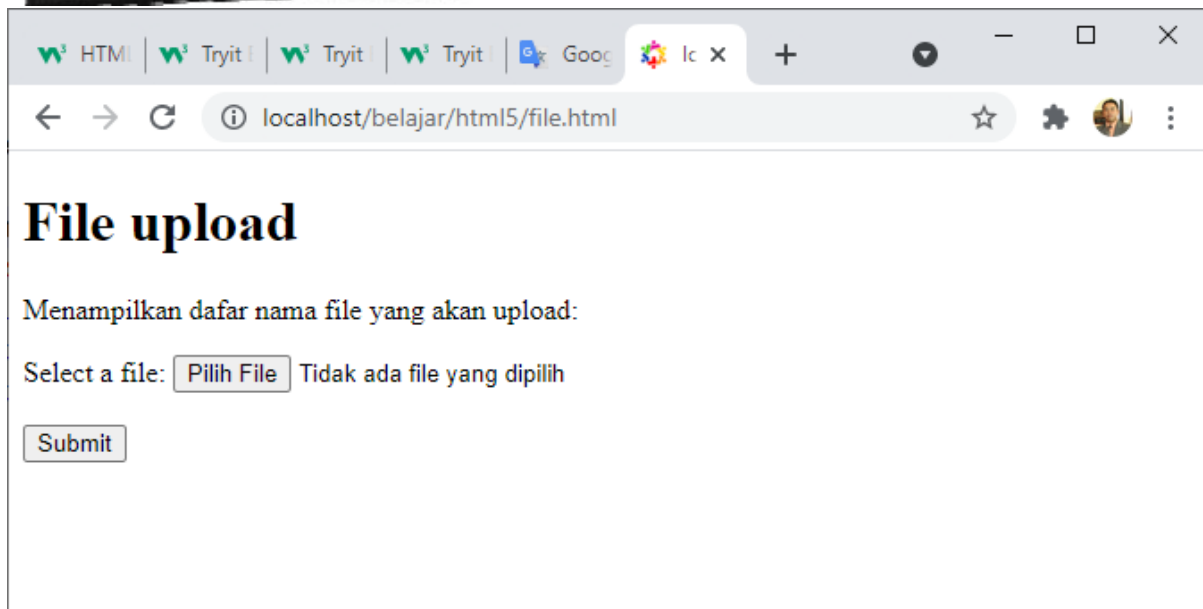 HTMl Tryit E Tryit Tryit Goog lc
localhost/belajar/html5/file.html
File upload
Menampilkan dafar nama file yang akan upload:
Select a file: Pilih File Tidak ada file yang dipilih
Submit